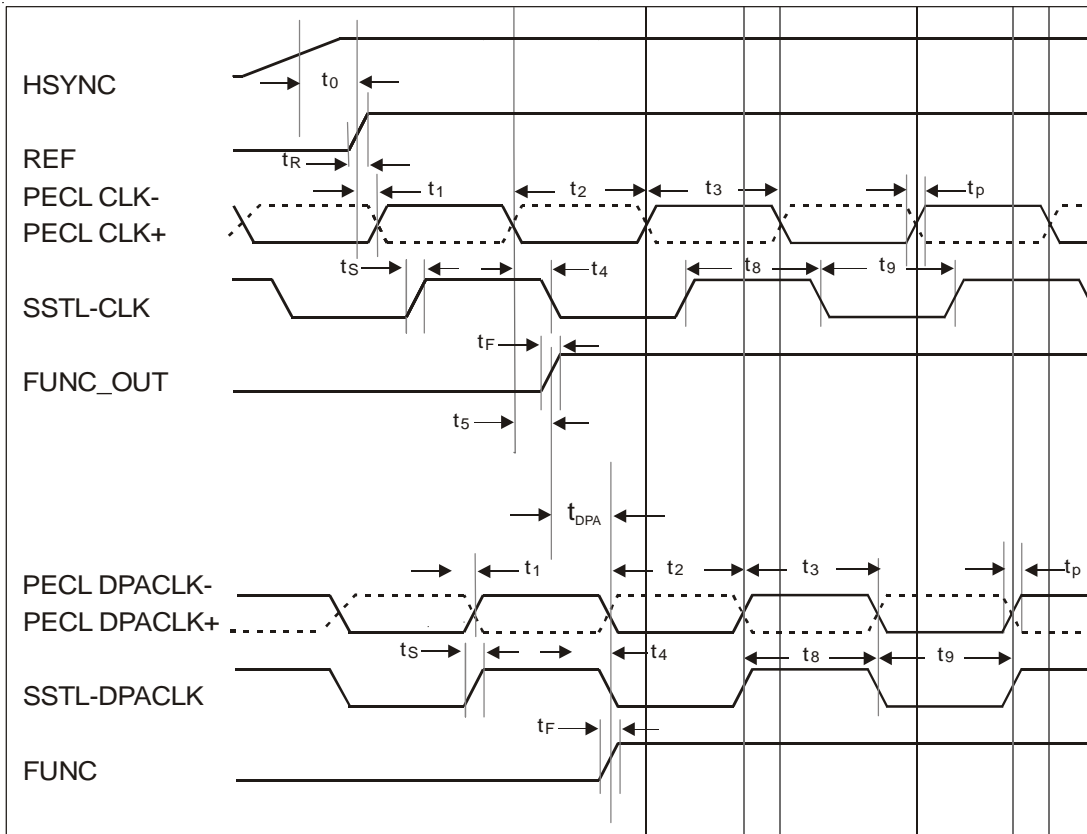 HSYNC
t0
REF
tR
PECL CLK-
t1 t2 t3 tp
PECL CLK+
tS t4 t8 t9
SSTL-CLK
tF
FUNC_OUT
t5
tDPA
PECL DPACLK-
t1 t2 t3 tp
PECL DPACLK+
tS t4 t8 t9
SSTL-DPACLK
tF
FUNC